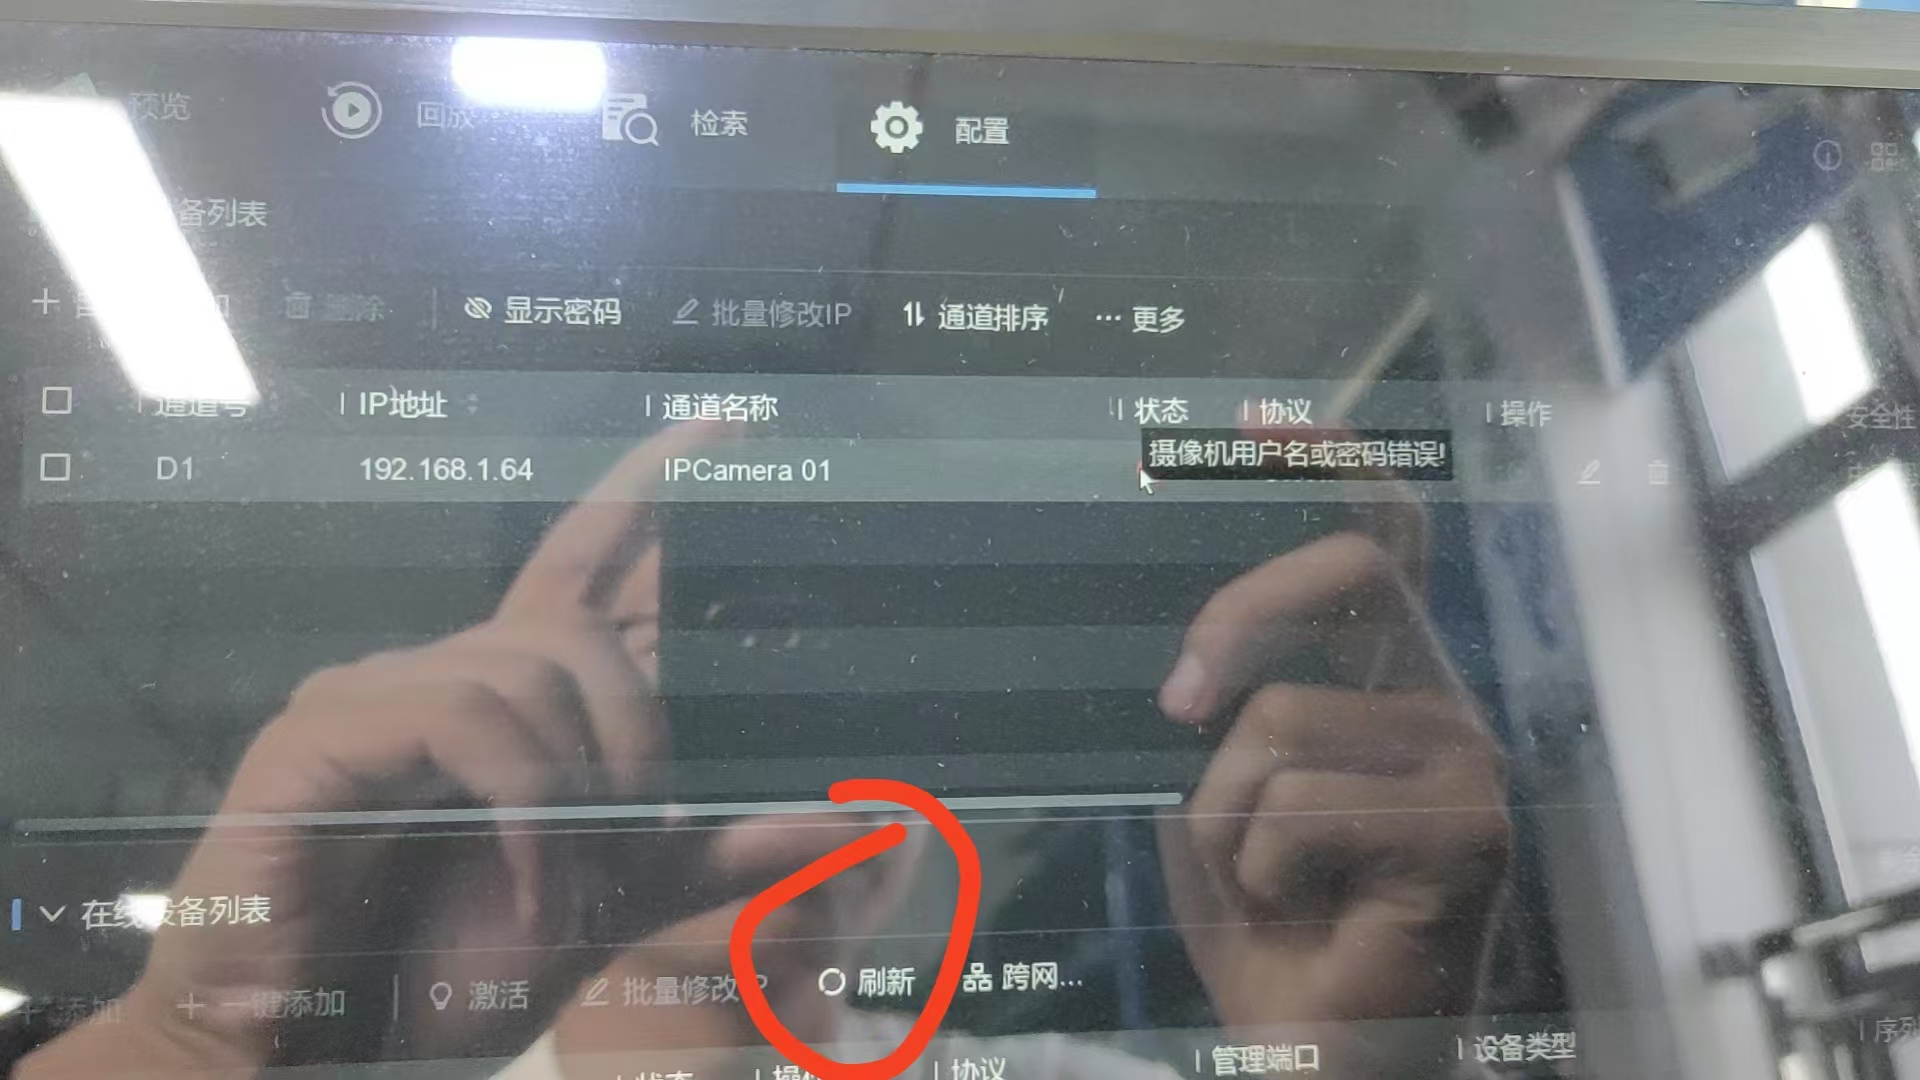 预览 回放 检索 配置
备列表
删除 显示密码 批量修改IP 通道排序 ··· 更多
通道号 IP地址 通道名称 状态 协议 操作 安全性
摄像机用户名或密码错误!
D1 192.168.1.64 IPCamera 01
在线设备列表
添加 一键添加 激活 批量修改IP 刷新 跨网...
状态 操作 协议 管理端口 设备类型 序列